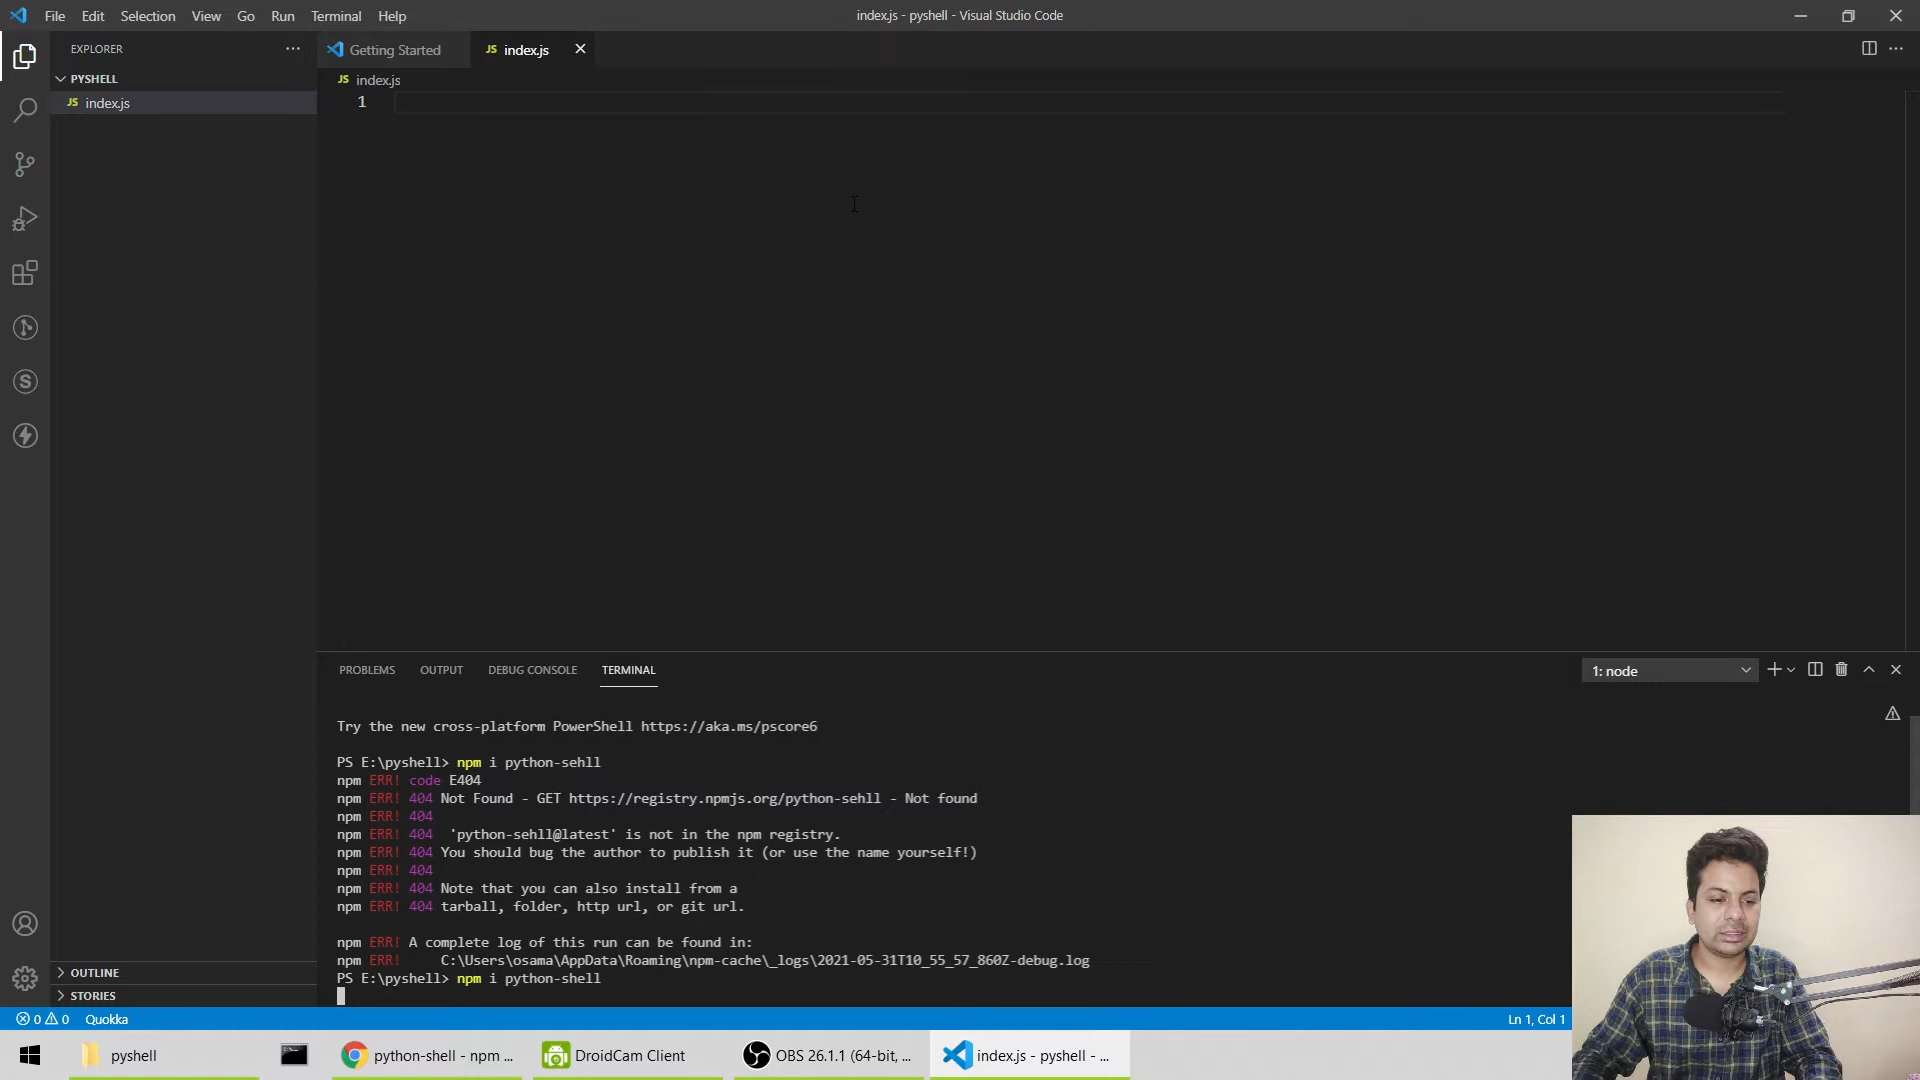 File Edit Selection View Go Run Terminal Help
index.js - pyshell - Visual Studio Code
EXPLORER
Getting Started
JS index.js
PYSHELL
JS index.js
JS index.js
1
OUTLINE
STORIES
PROBLEMS OUTPUT DEBUG CONSOLE TERMINAL
1: node
Try the new cross-platform PowerShell https://aka.ms/pscore6
PS E:\pyshell> npm i python-sehll
npm ERR! code E404
npm ERR! 404 Not Found - GET https://registry.npmjs.org/python-sehll - Not found
npm ERR! 404
npm ERR! 404  'python-sehll@latest' is not in the npm registry.
npm ERR! 404 You should bug the author to publish it (or use the name yourself!)
npm ERR! 404
npm ERR! 404 Note that you can also install from a
npm ERR! 404 tarball, folder, http url, or git url.
npm ERR! A complete log of this run can be found in:
npm ERR!     C:\Users\osama\AppData\Roaming\npm-cache\_logs\2021-05-31T10_55_57_860Z-debug.log
PS E:\pyshell> npm i python-shell
0 0 Quokka
Ln 1, Col 1
pyshell
python-shell - npm ...
DroidCam Client
OBS 26.1.1 (64-bit, ...
index.js - pyshell - ...